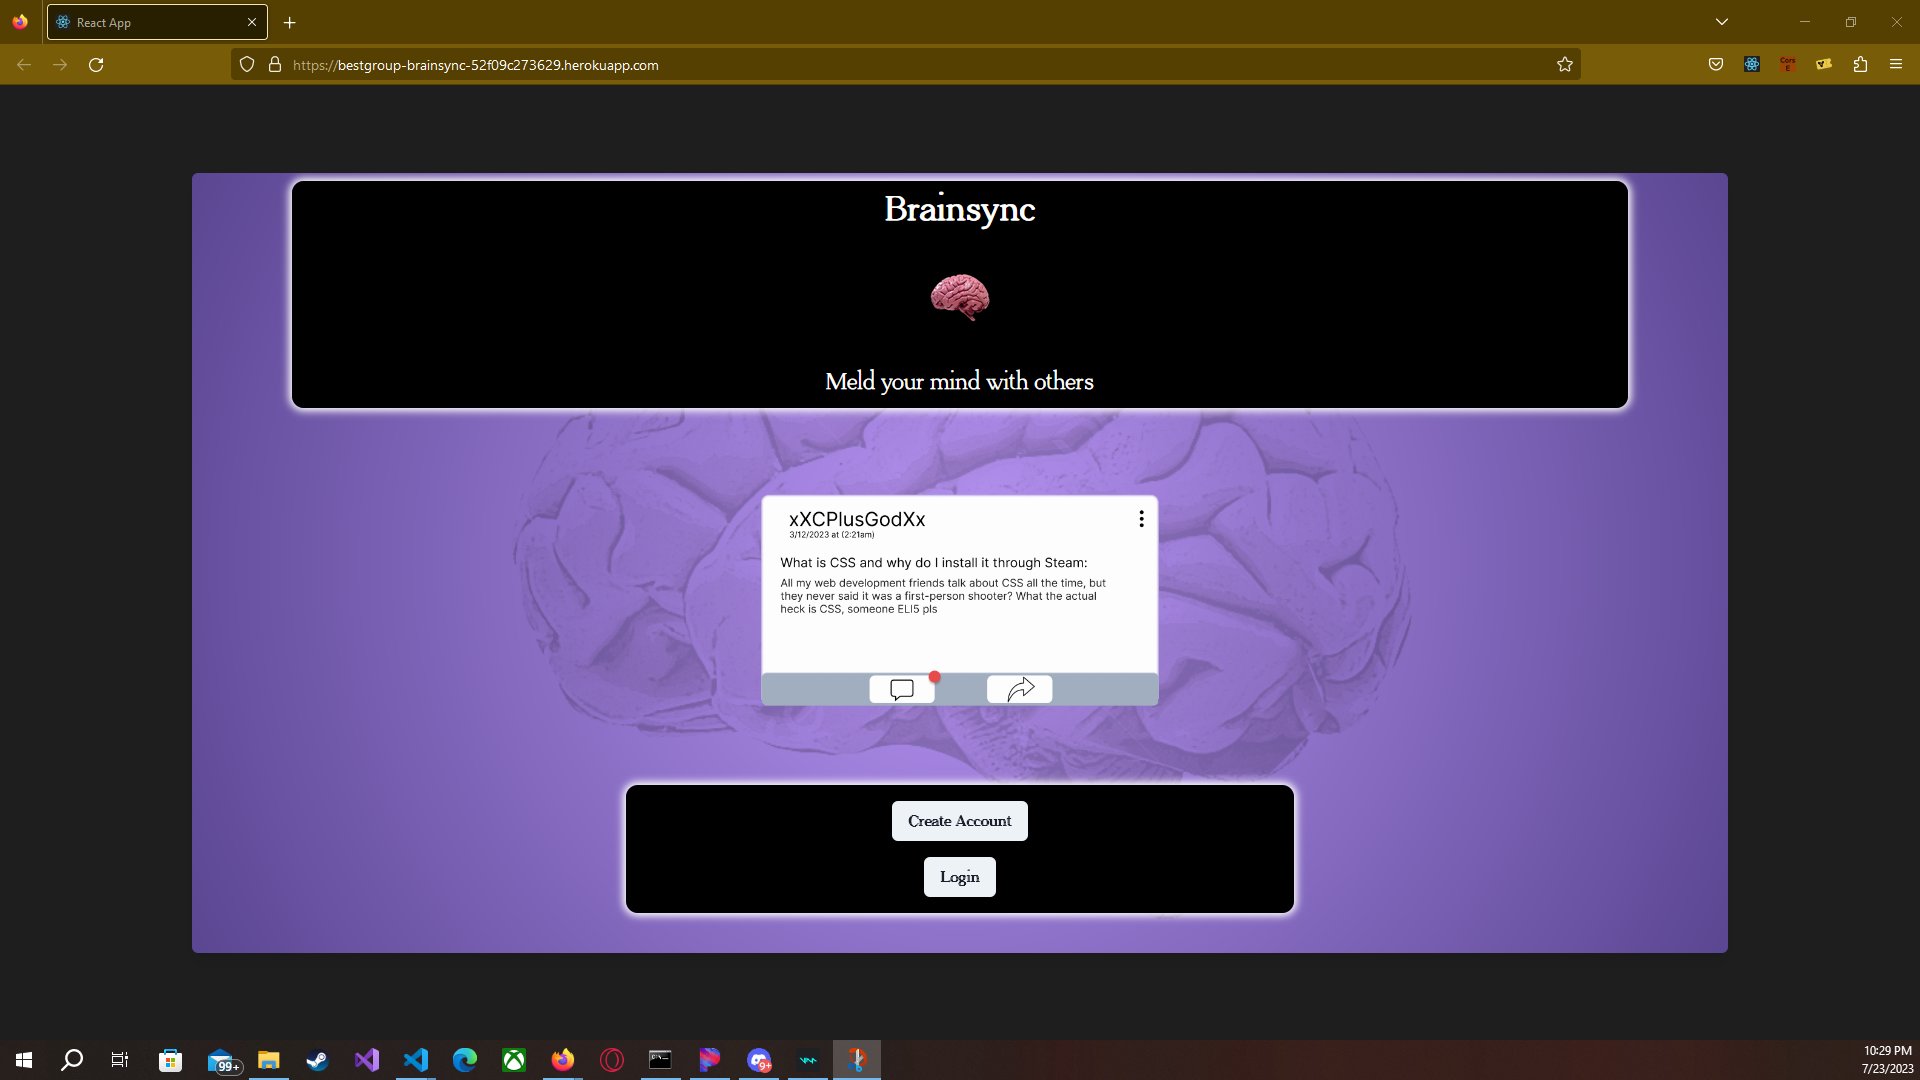 React App
https://bestgroup-brainsync-52f09c273629.herokuapp.com
Brainsync
Meld your mind with others
xXCPlusGodXx
3/12/2023 at (2:21am)
What is CSS and why do I install it through Steam:
All my web development friends talk about CSS all the time, but
they never said it was a first-person shooter? What the actual
heck is CSS, someone ELI5 pls
Create Account
Login
99+
9+
10:29 PM
7/23/2023